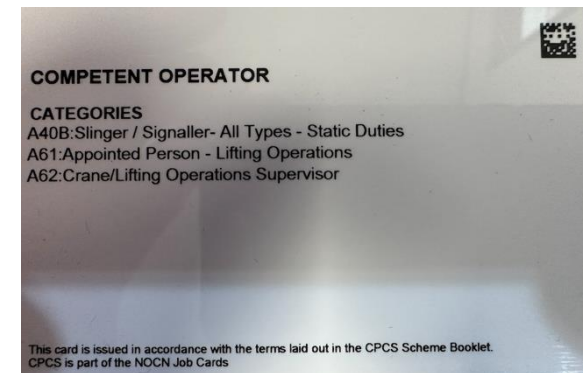 COMPETENT OPERATOR
CATEGORIES
A40B:Slinger / Signaller- All Types - Static Duties
A61:Appointed Person - Lifting Operations
A62:Crane/Lifting Operations Supervisor
This card is issued in accordance with the terms laid out in the CPCS Scheme Booklet.
CPCS is part of the NOCN Job Cards